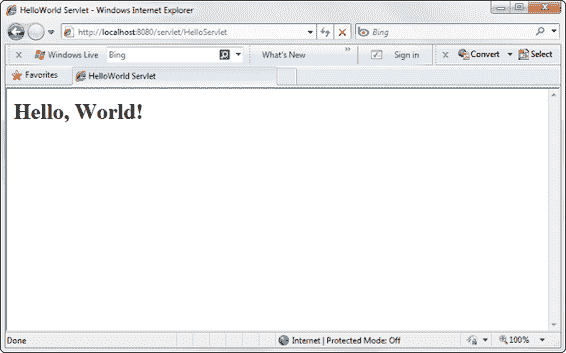 HelloWorld Servlet - Windows Internet Explorer
http://localhost:8080/servlet/HelloServlet
Bing
Windows Live
Bing
What's New
»
Sign in
Convert
Select
Favorites
HelloWorld Servlet
Hello, World!
Done
Internet | Protected Mode: Off
100%